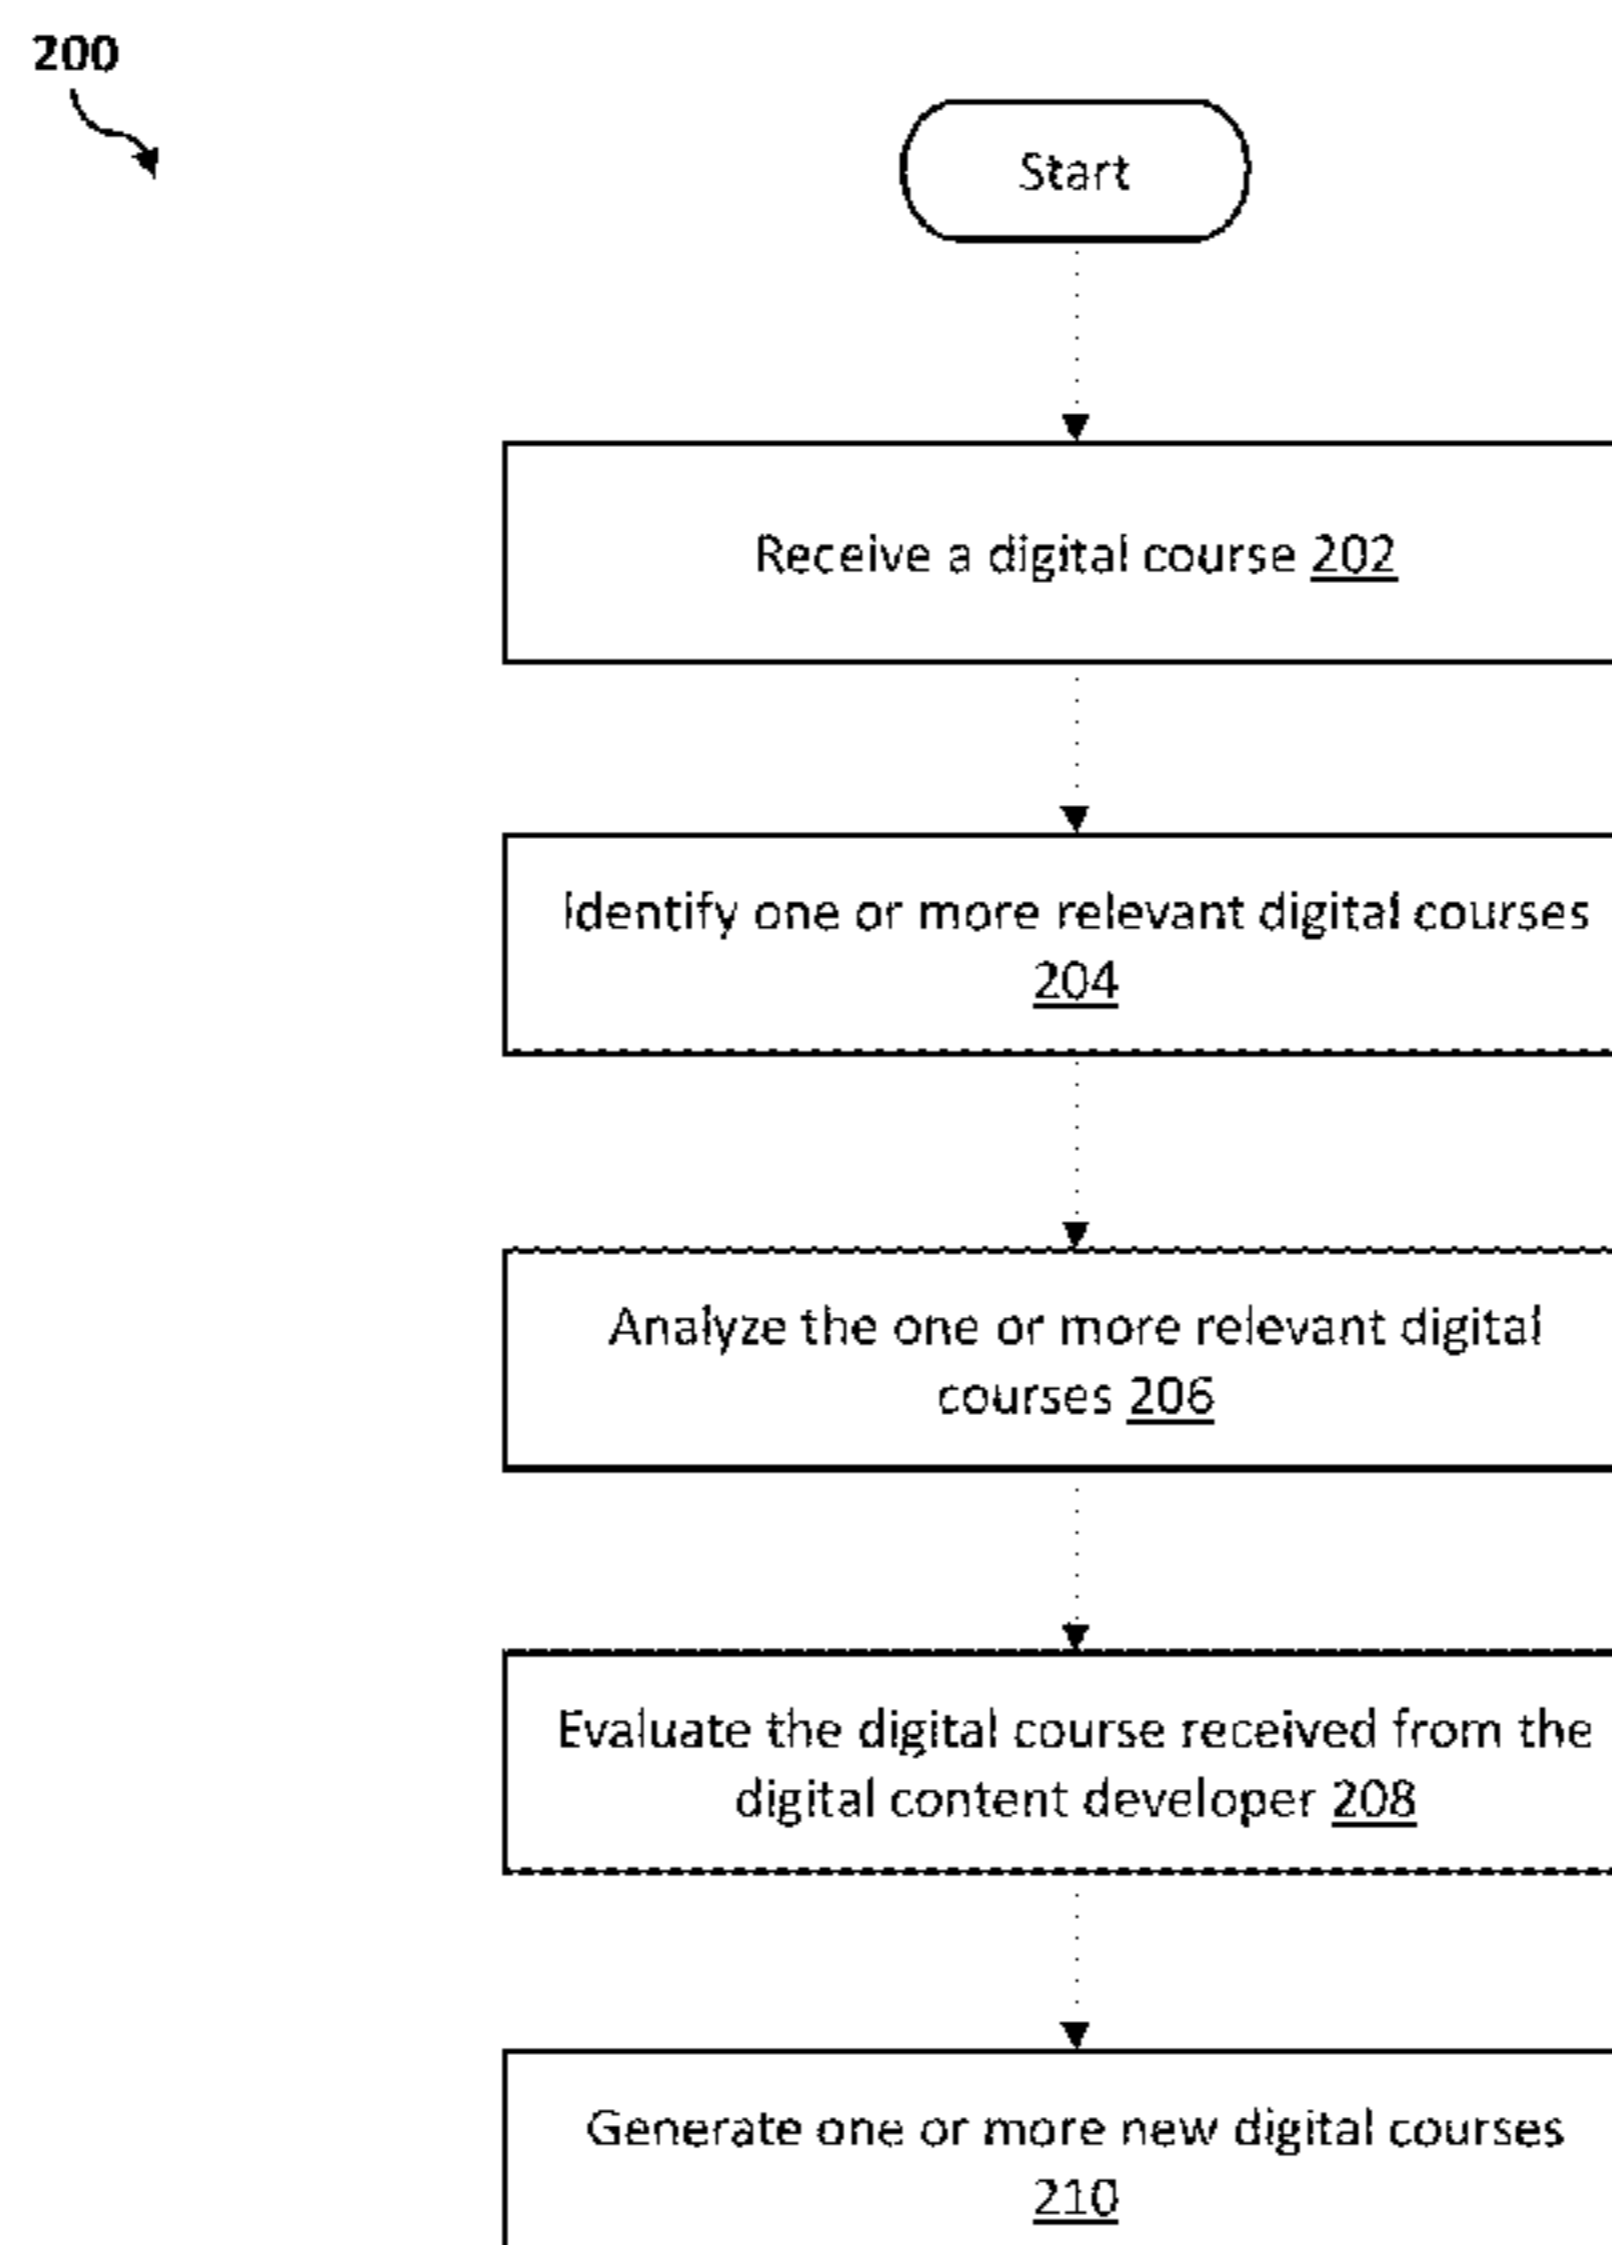 200
Start
Receive a digital course 202
Identify one or more relevant digital courses
204
Analyze the one or more relevant digital
courses 206
Evaluate the digital course received from the
digital content developer 208
Generate one or more new digital courses
210